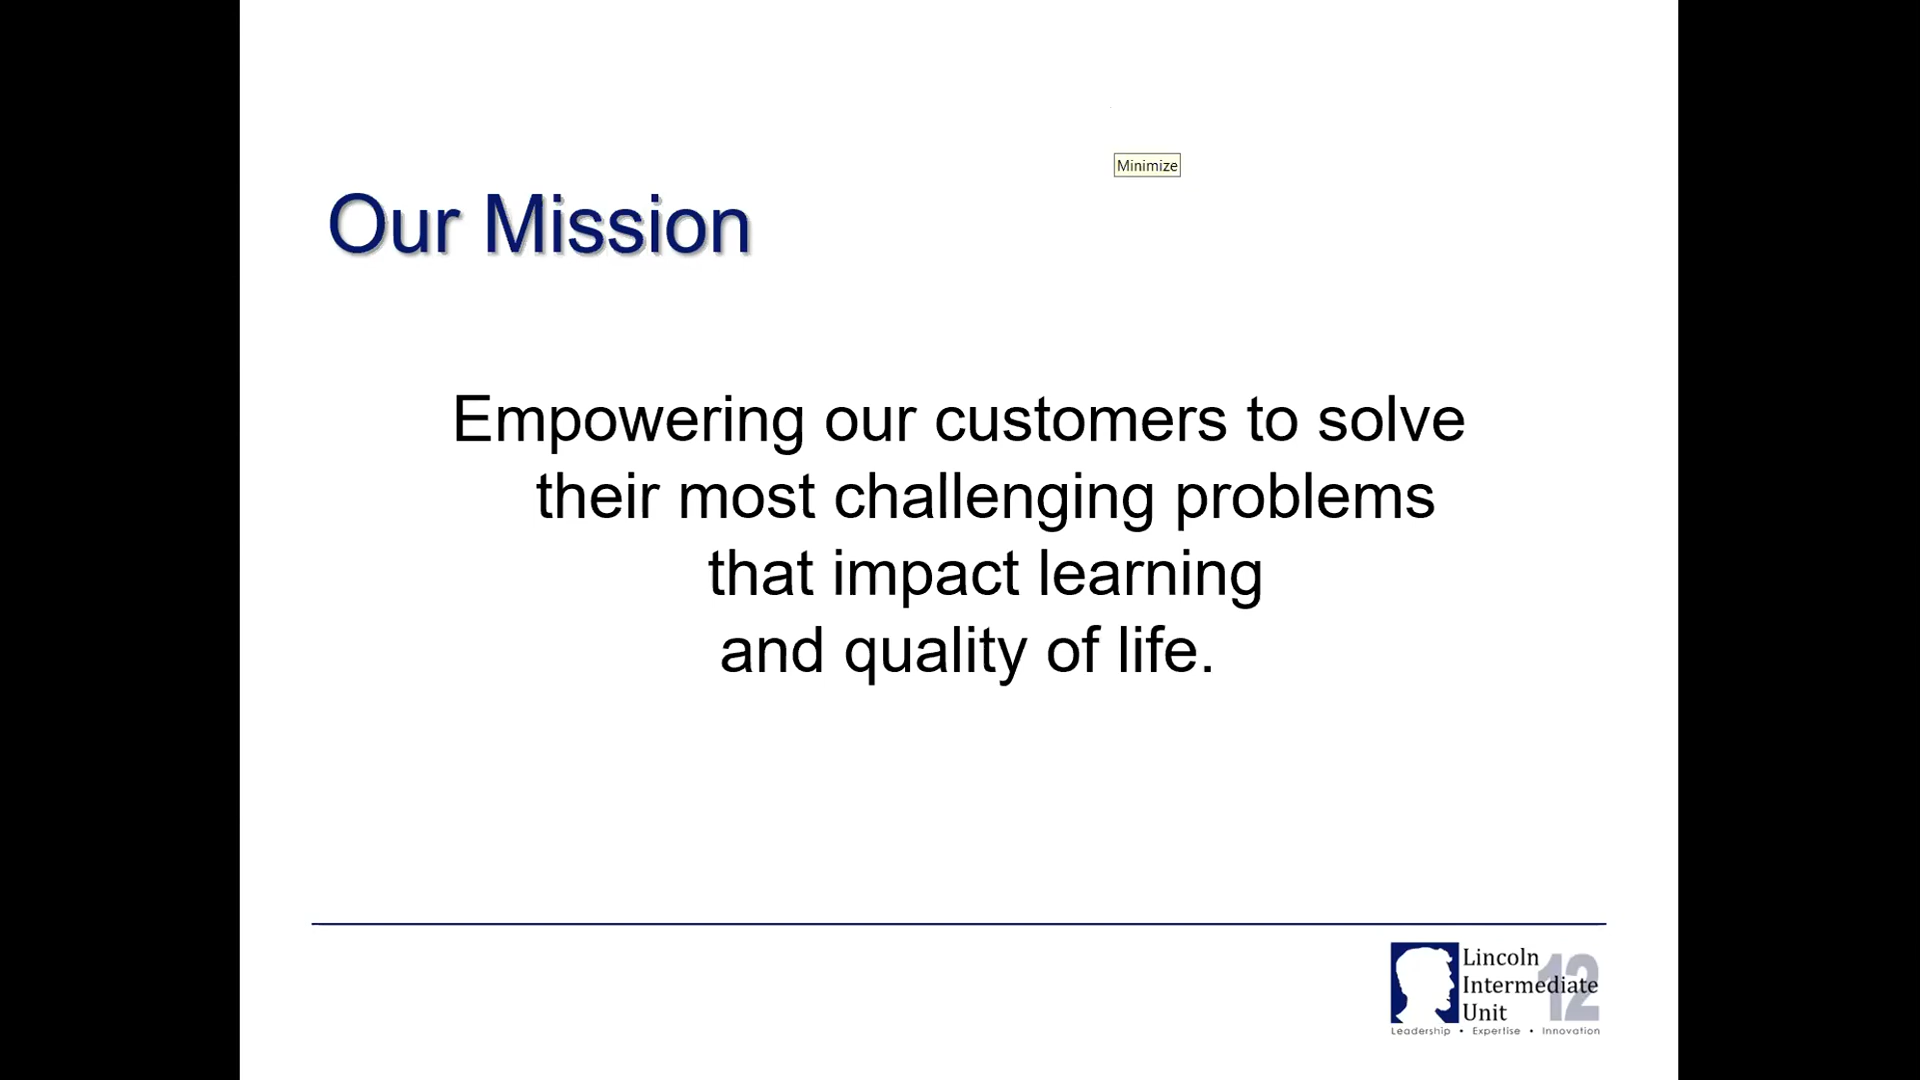 Minimize
Our Mission
Empowering our customers to solve
their most challenging problems
that impact learning
and quality of life.
Lincoln
Intermediate
Unit
12
Leadership • Expertise • Innovation